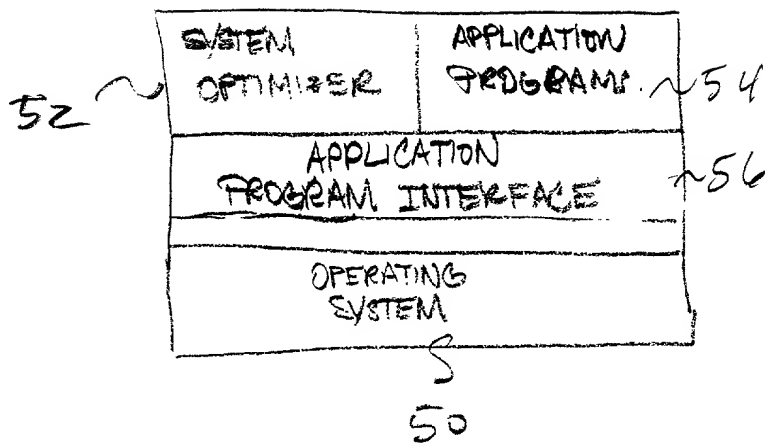 SYSTEM
OPTIMIZER
APPLICATION
PROGRAMS
52
54
APPLICATION
PROGRAM INTERFACE
56
OPERATING
SYSTEM
50